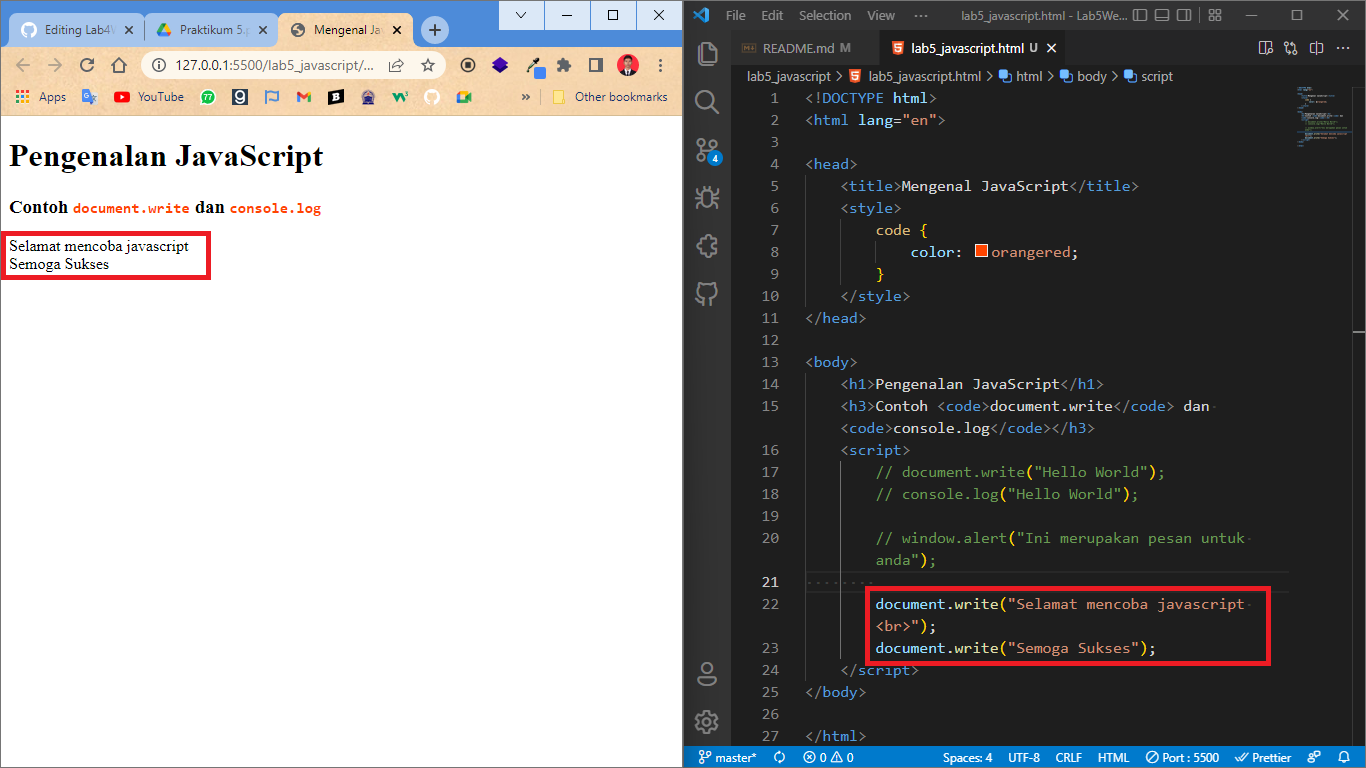 Editing Lab4W
Praktikum 5.p
Mengenal Jav
127.0.0.1:5500/lab5_javascript/...
Apps
YouTube
»
Other bookmarks
Pengenalan JavaScript
Contoh document.write dan console.log
Selamat mencoba javascript
Semoga Sukses
File Edit Selection View ··· lab5_javascript.html - Lab5We...
README.md M
lab5_javascript.html U
lab5_javascript > lab5_javascript.html > html > body > script
1 <!DOCTYPE html>
2 <html lang="en">
3
4 <head>
5 <title>Mengenal JavaScript</title>
6 <style>
7 code {
8 color: orangered;
9 }
10 </style>
11 </head>
12
13 <body>
14 <h1>Pengenalan JavaScript</h1>
15 <h3>Contoh <code>document.write</code> dan
<code>console.log</code></h3>
16 <script>
17 // document.write("Hello World");
18 // console.log("Hello World");
19
20 // window.alert("Ini merupakan pesan untuk
anda");
21
22 document.write("Selamat mencoba javascript
<br>");
23 document.write("Semoga Sukses");
24 </script>
25 </body>
26
27 </html>
4
master* 0 0 Spaces: 4 UTF-8 CRLF HTML Port : 5500 Prettier